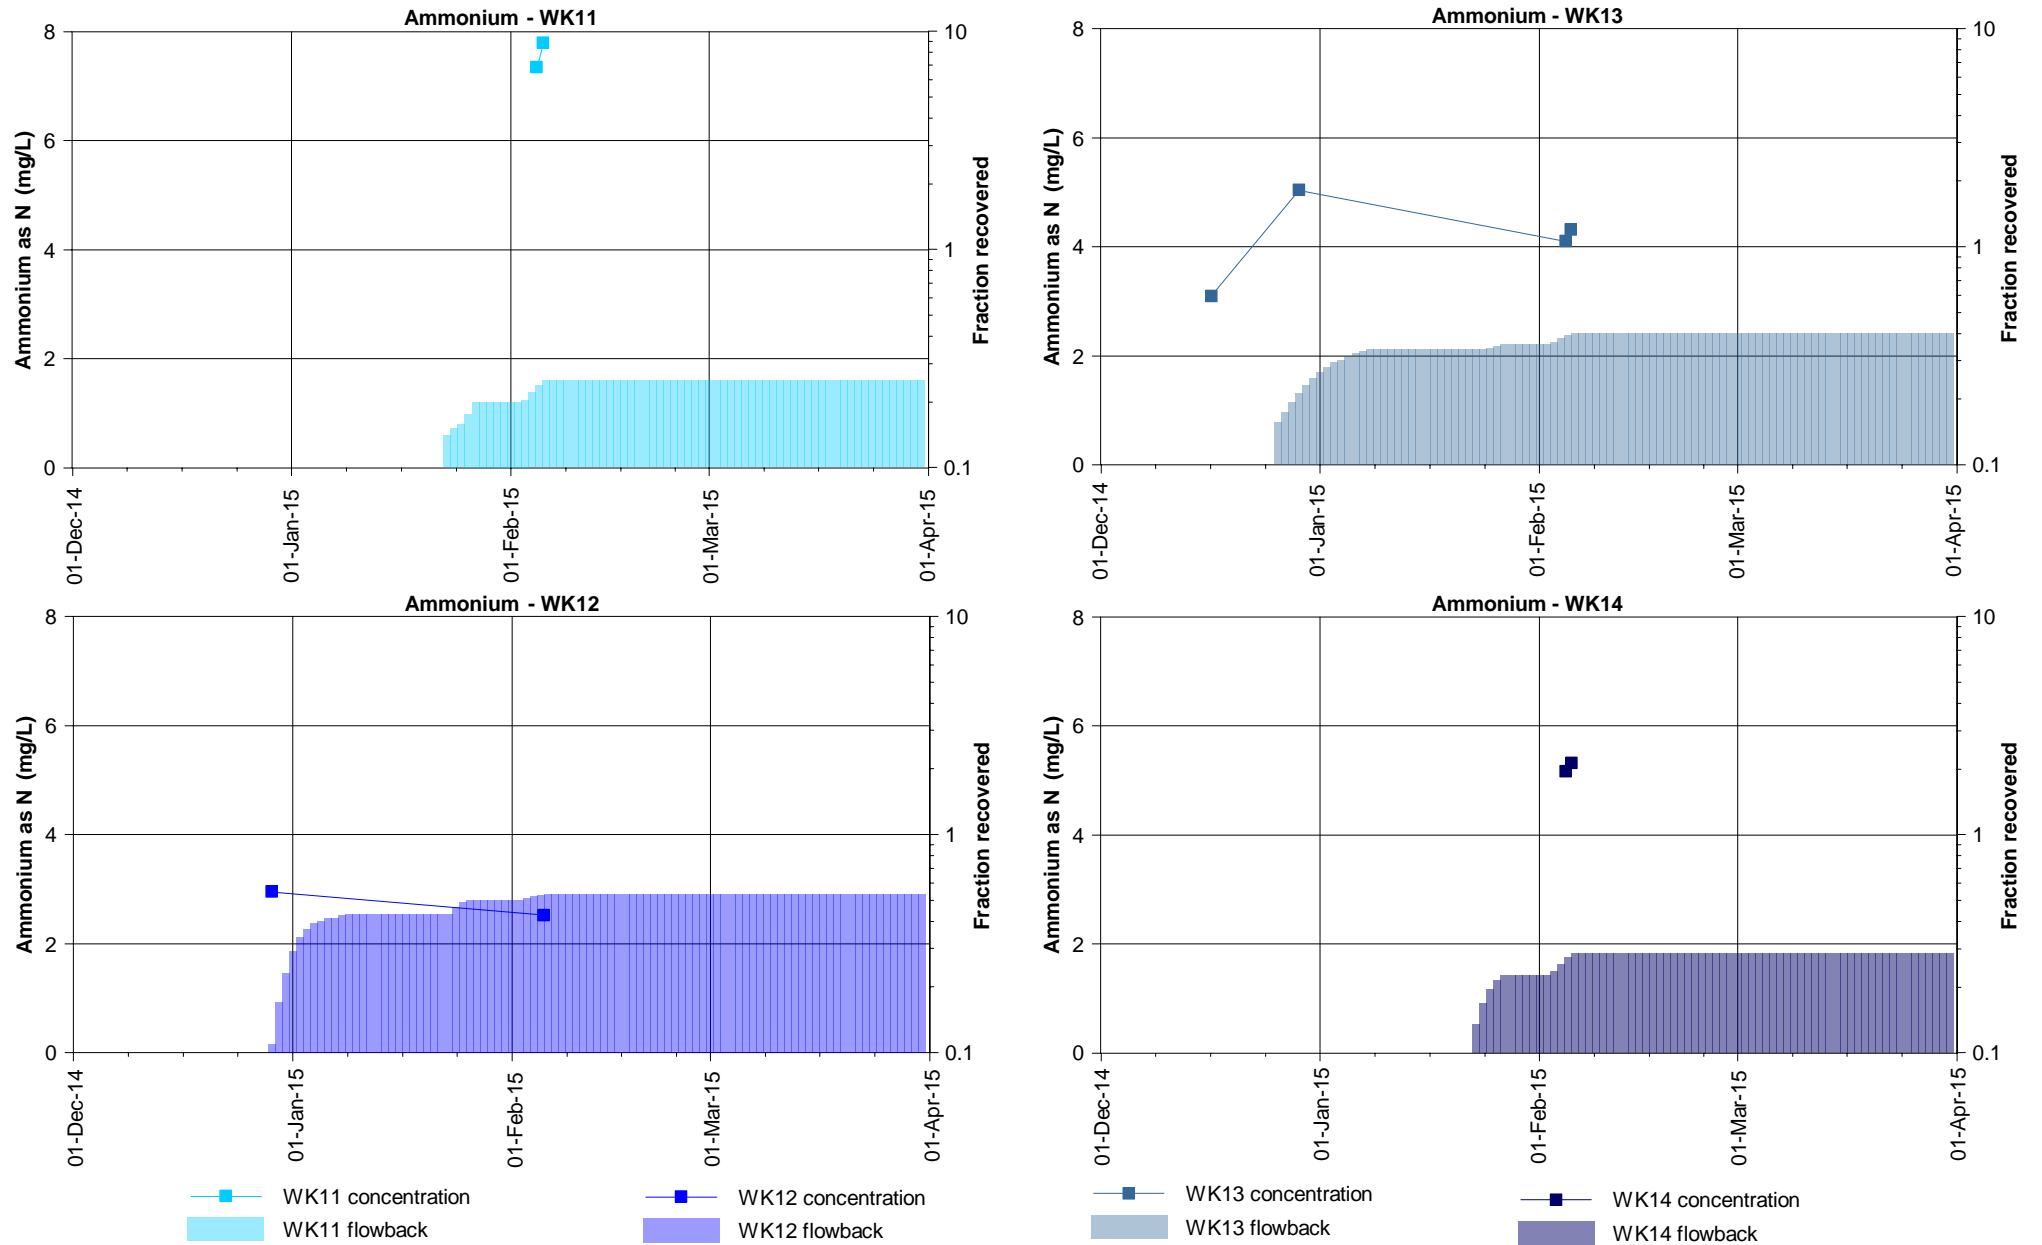 Ammonium - WK11
8
6
4
2
0
Ammonium as N (mg/L)
10
1
0.1
Fraction recovered
01-Dec-14
01-Jan-15
01-Feb-15
01-Mar-15
01-Apr-15
Ammonium - WK13
8
6
4
2
0
Ammonium as N (mg/L)
10
1
0.1
Fraction recovered
01-Dec-14
01-Jan-15
01-Feb-15
01-Mar-15
01-Apr-15
Ammonium - WK12
8
6
4
2
0
Ammonium as N (mg/L)
10
1
0.1
Fraction recovered
01-Dec-14
01-Jan-15
01-Feb-15
01-Mar-15
01-Apr-15
Ammonium - WK14
8
6
4
2
0
Ammonium as N (mg/L)
10
1
0.1
Fraction recovered
01-Dec-14
01-Jan-15
01-Feb-15
01-Mar-15
01-Apr-15
WK11 concentration
WK11 flowback
WK12 concentration
WK12 flowback
WK13 concentration
WK13 flowback
WK14 concentration
WK14 flowback